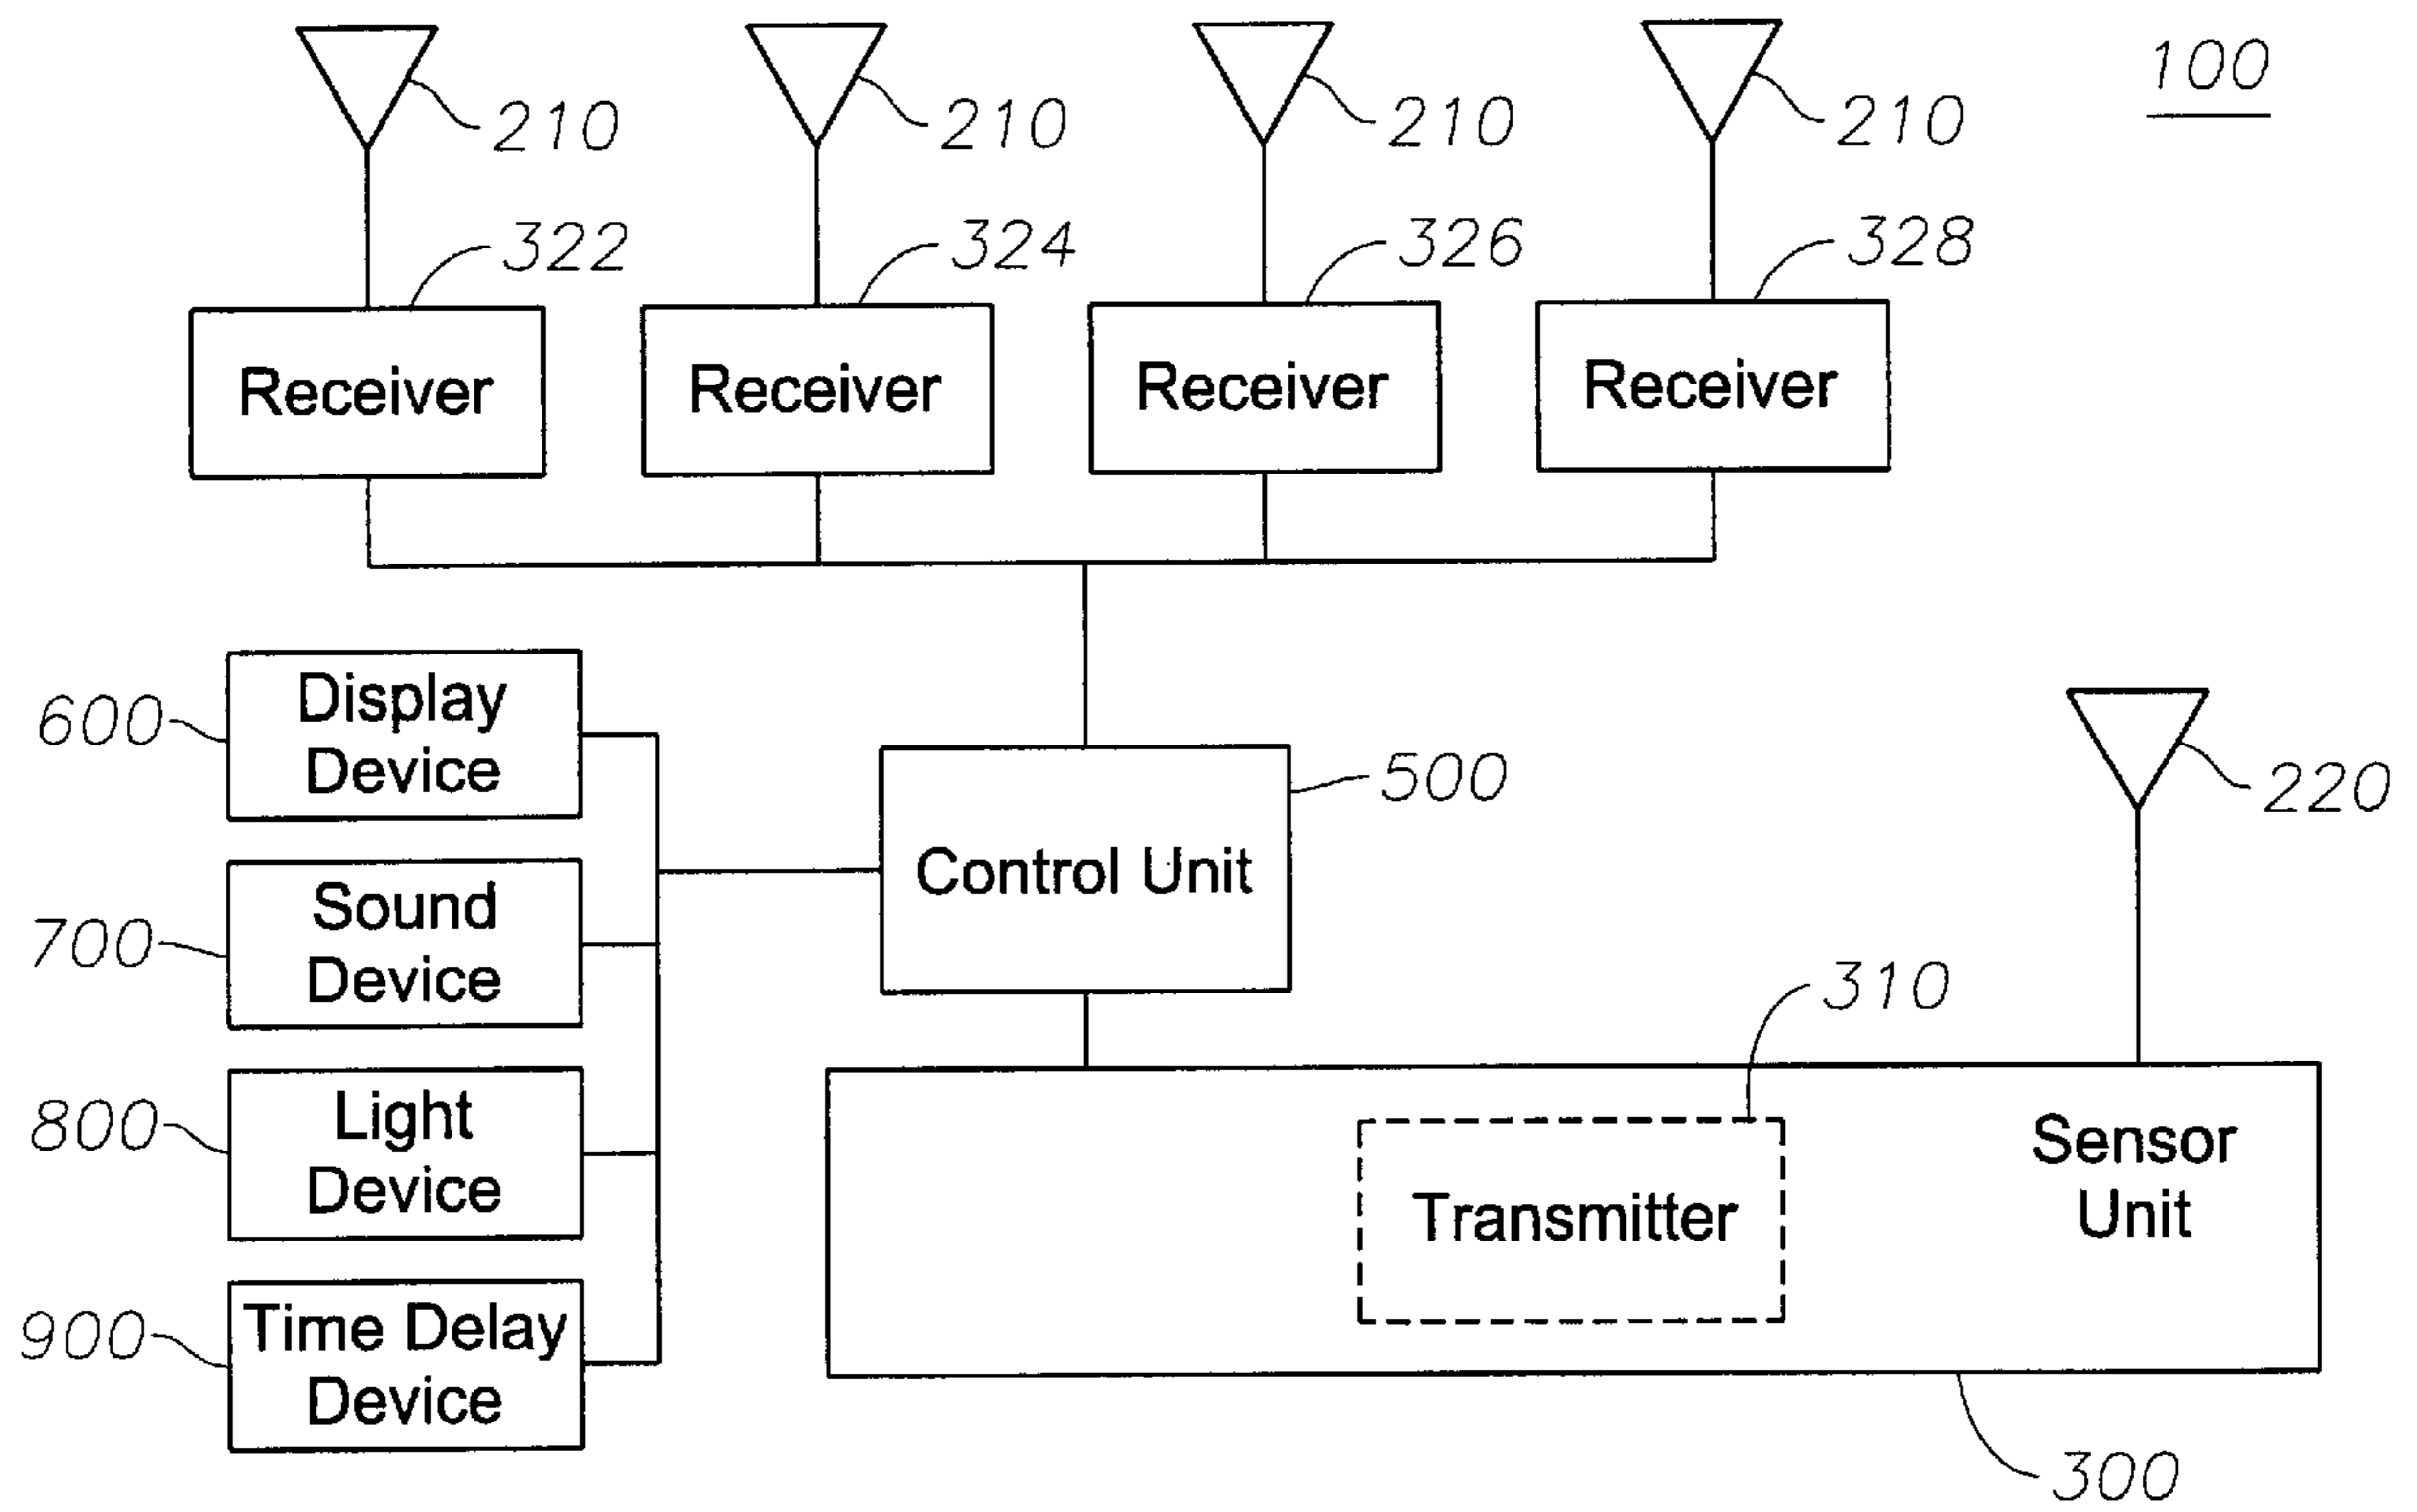 100
210
210
210
210
322
324
326
328
Receiver
Receiver
Receiver
Receiver
600
Display
Device
500
Control Unit
220
700
Sound
Device
310
800
Light
Device
Transmitter
Sensor
Unit
900
Time Delay
Device
300